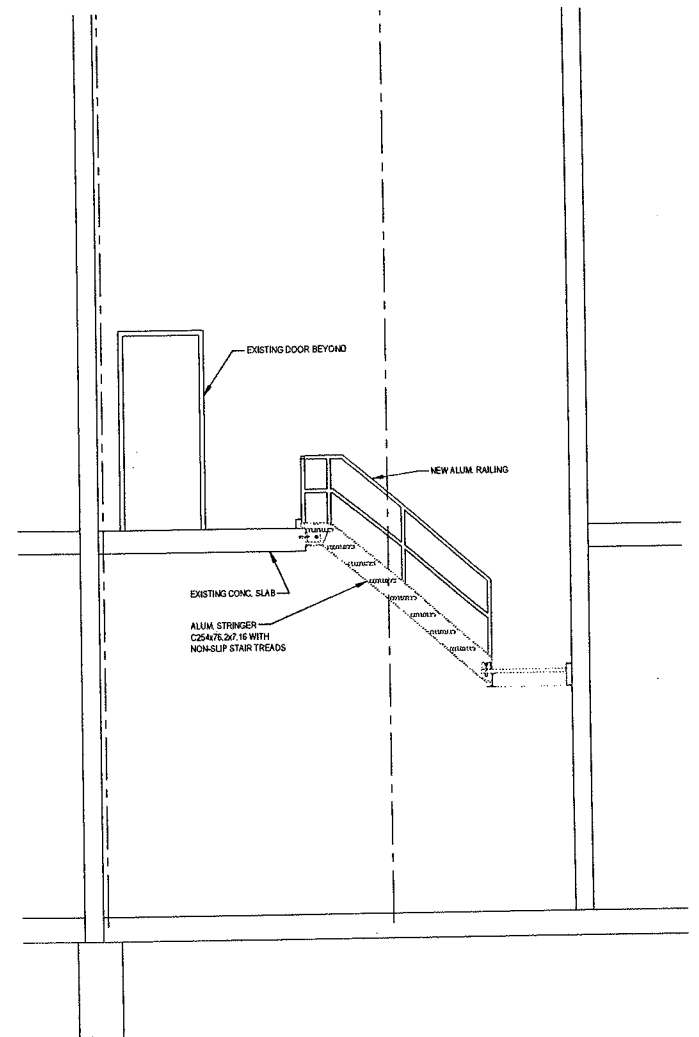 EXISTING DOOR BEYOND
NEW ALUM. RAILING
EXISTING CONC. SLAB
ALUM. STRINGER
C254x76.2x7.16 WITH
NON-SLIP STAIR TREADS